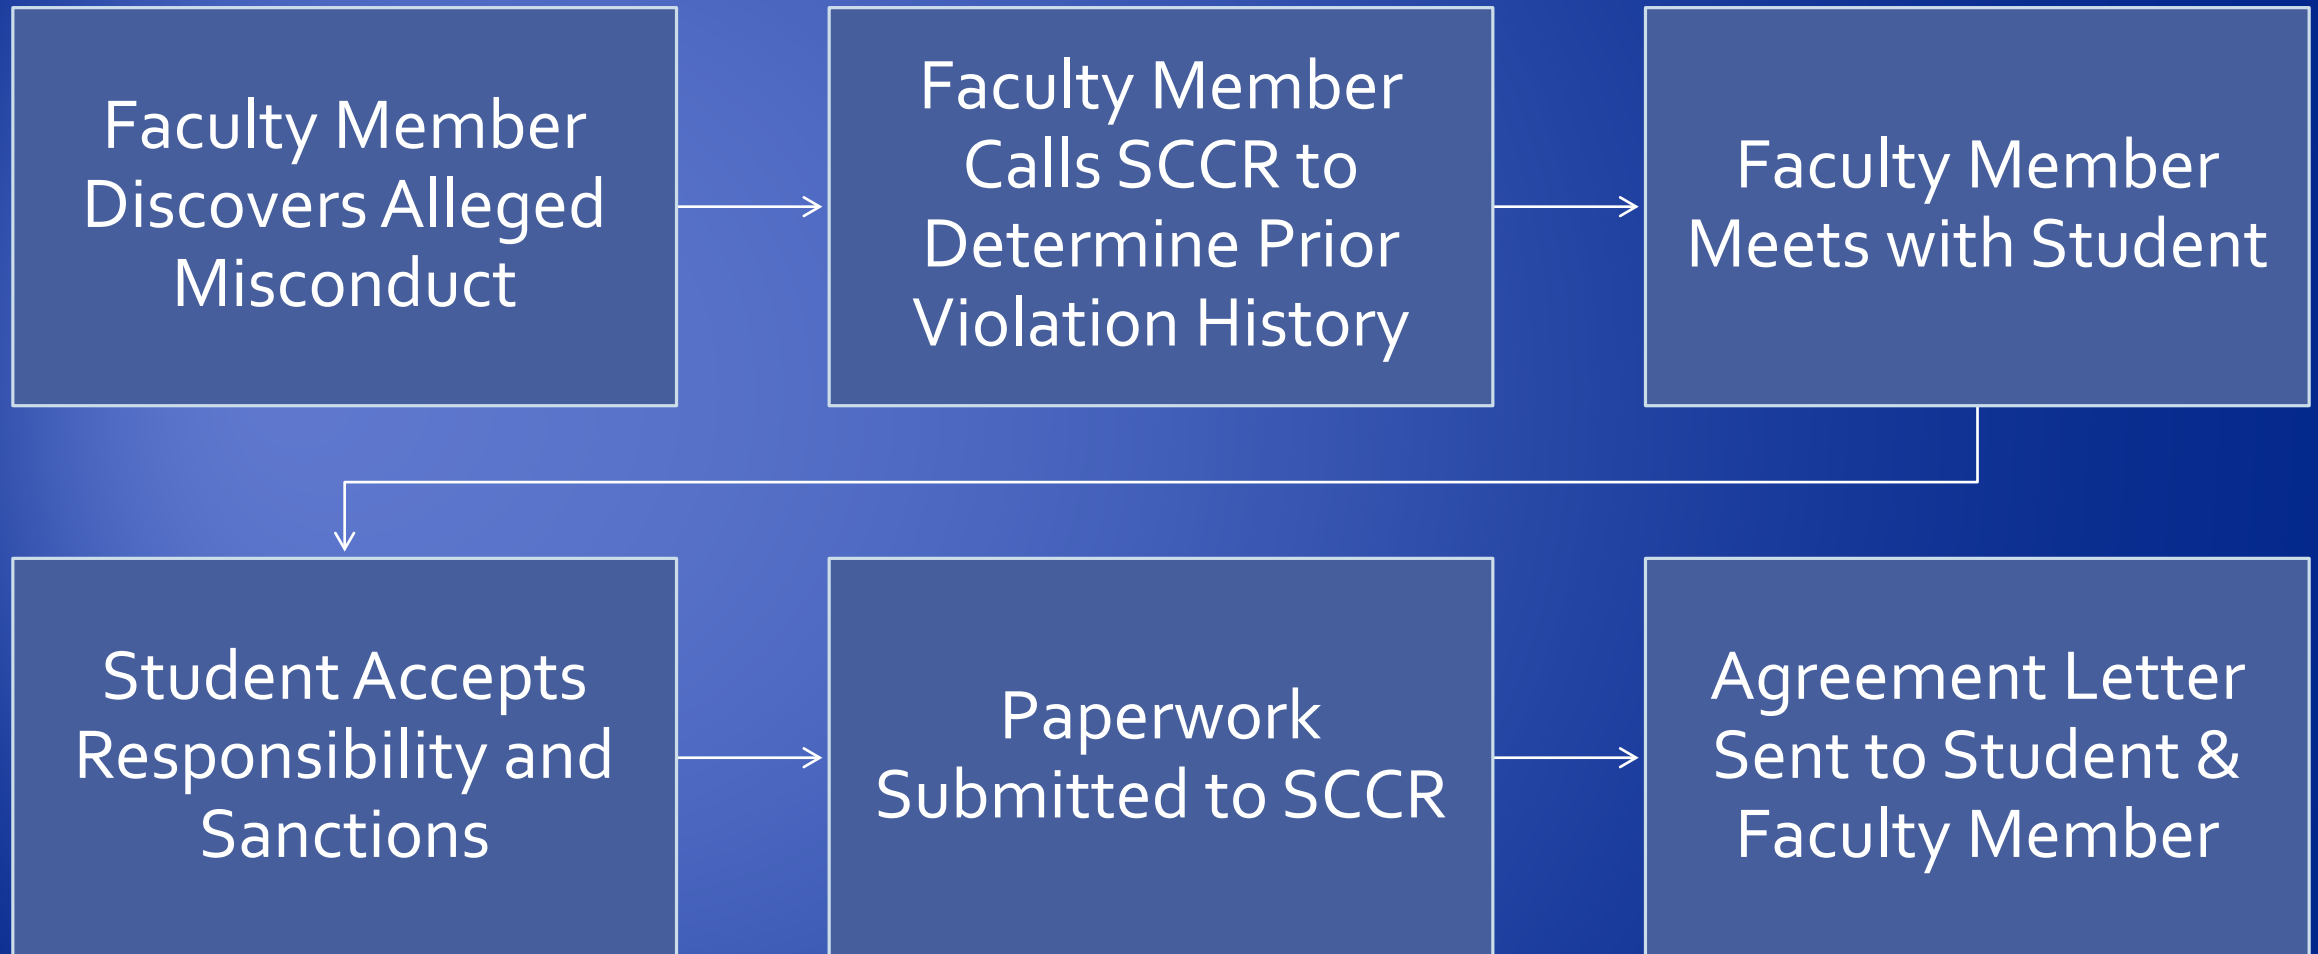 Faculty Member
Discovers Alleged
Misconduct
Faculty Member
Calls SCCR to
Determine Prior
Violation History
Faculty Member
Meets with Student
Student Accepts
Responsibility and
Sanctions
Paperwork
Submitted to SCCR
Agreement Letter
Sent to Student &
Faculty Member